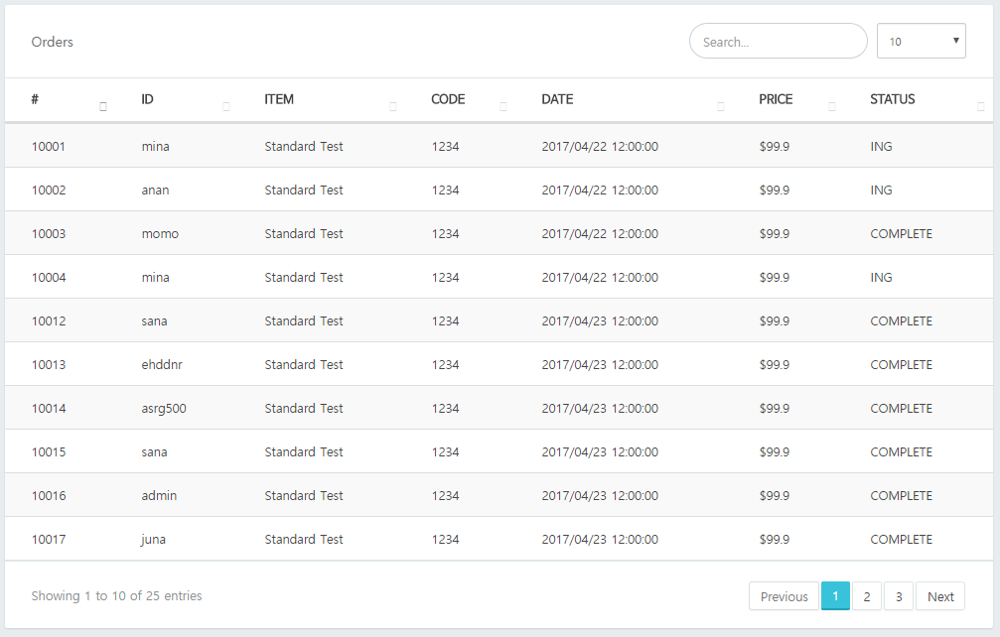 Orders Search... 10
# ID ITEM CODE DATE PRICE STATUS
10001 mina Standard Test 1234 2017/04/22 12:00:00 $99.9 ING
10002 anan Standard Test 1234 2017/04/22 12:00:00 $99.9 ING
10003 momo Standard Test 1234 2017/04/22 12:00:00 $99.9 COMPLETE
10004 mina Standard Test 1234 2017/04/22 12:00:00 $99.9 ING
10012 sana Standard Test 1234 2017/04/23 12:00:00 $99.9 COMPLETE
10013 ehddnr Standard Test 1234 2017/04/23 12:00:00 $99.9 COMPLETE
10014 asrg500 Standard Test 1234 2017/04/23 12:00:00 $99.9 COMPLETE
10015 sana Standard Test 1234 2017/04/23 12:00:00 $99.9 COMPLETE
10016 admin Standard Test 1234 2017/04/23 12:00:00 $99.9 COMPLETE
10017 juna Standard Test 1234 2017/04/23 12:00:00 $99.9 COMPLETE
Showing 1 to 10 of 25 entries Previous 1 2 3 Next